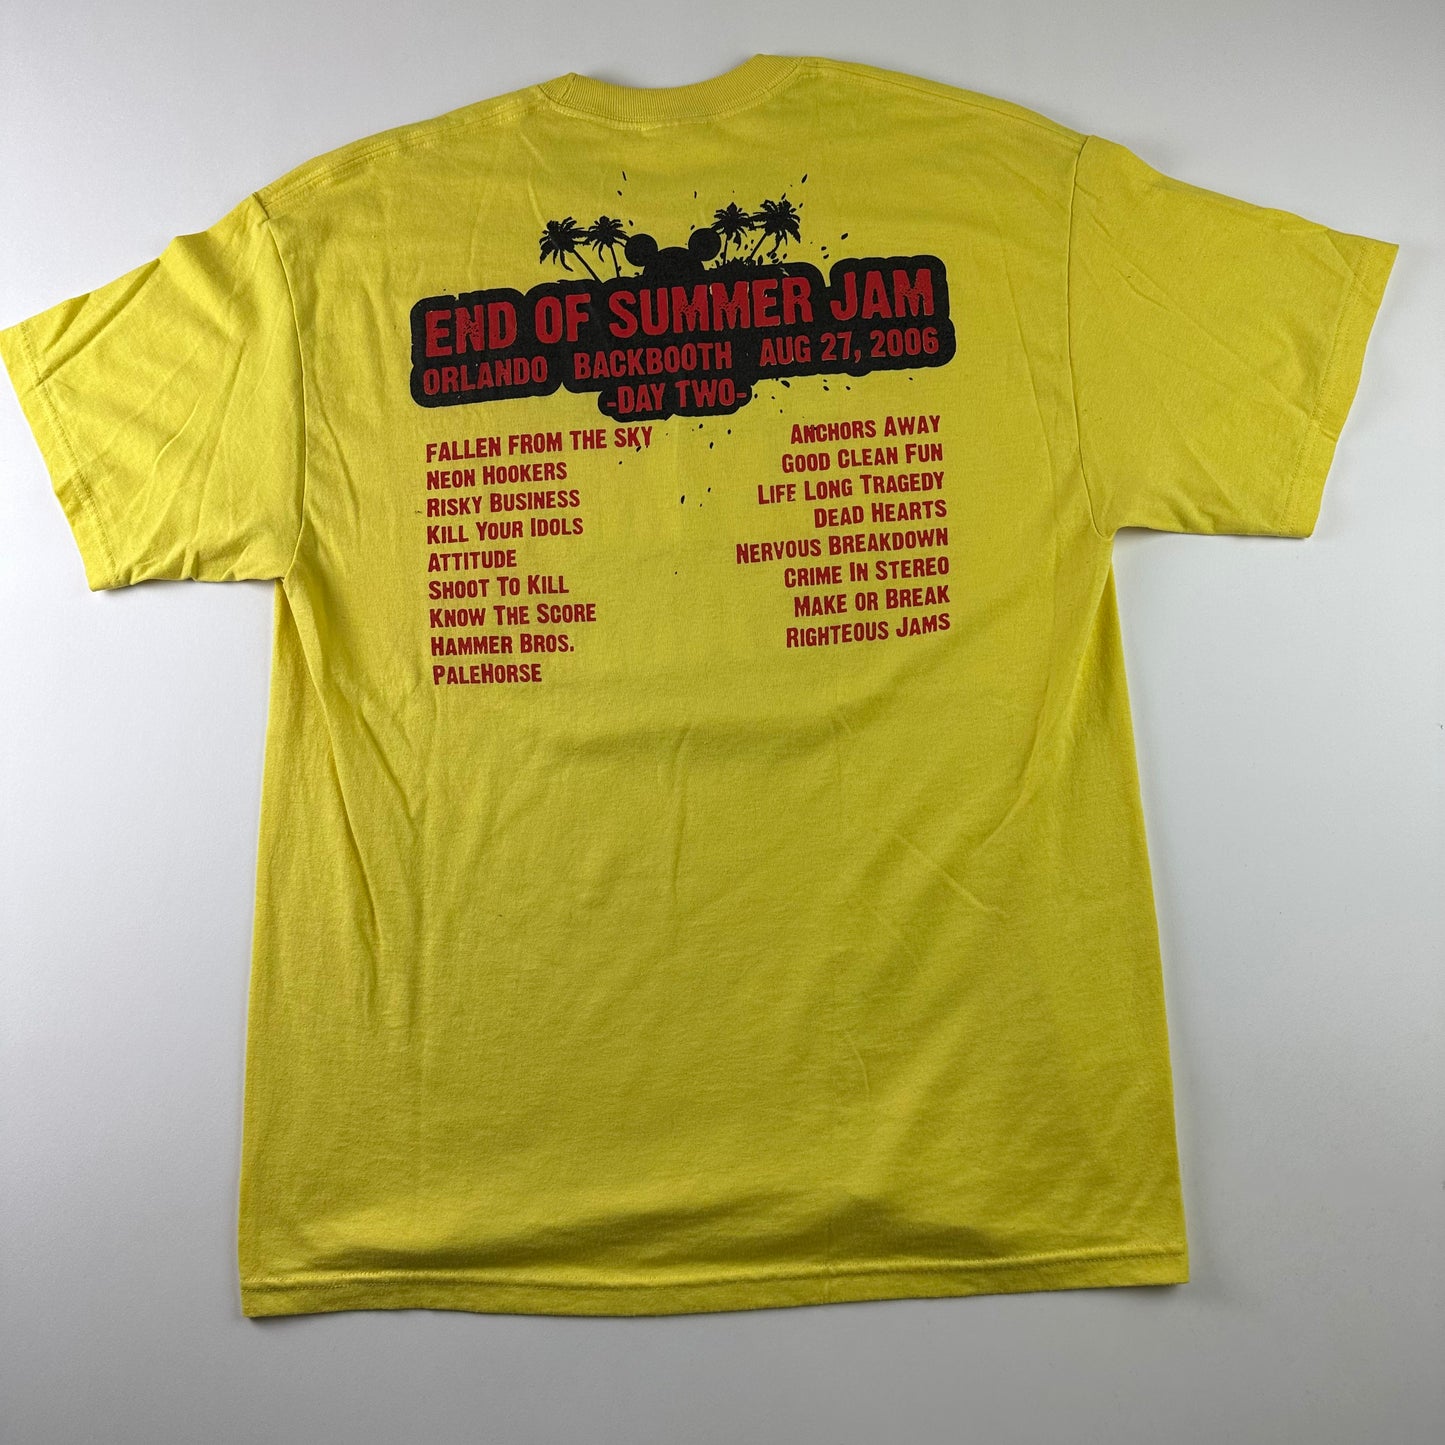 END OF SUMMER JAM
ORLANDO BACKBOOTH AUG 27, 2006
-DAY TWO-
FALLEN FROM THE SKY
NEON HOOKERS
RISKY BUSINESS
KILL YOUR IDOLS
ATTITUDE
SHOOT TO KILL
KNOW THE SCORE
HAMMER BROS.
PALEHORSE
ANCHORS AWAY
GOOD CLEAN FUN
LIFE LONG TRAGEDY
DEAD HEARTS
NERVOUS BREAKDOWN
CRIME IN STEREO
MAKE OR BREAK
RIGHTEOUS JAMS